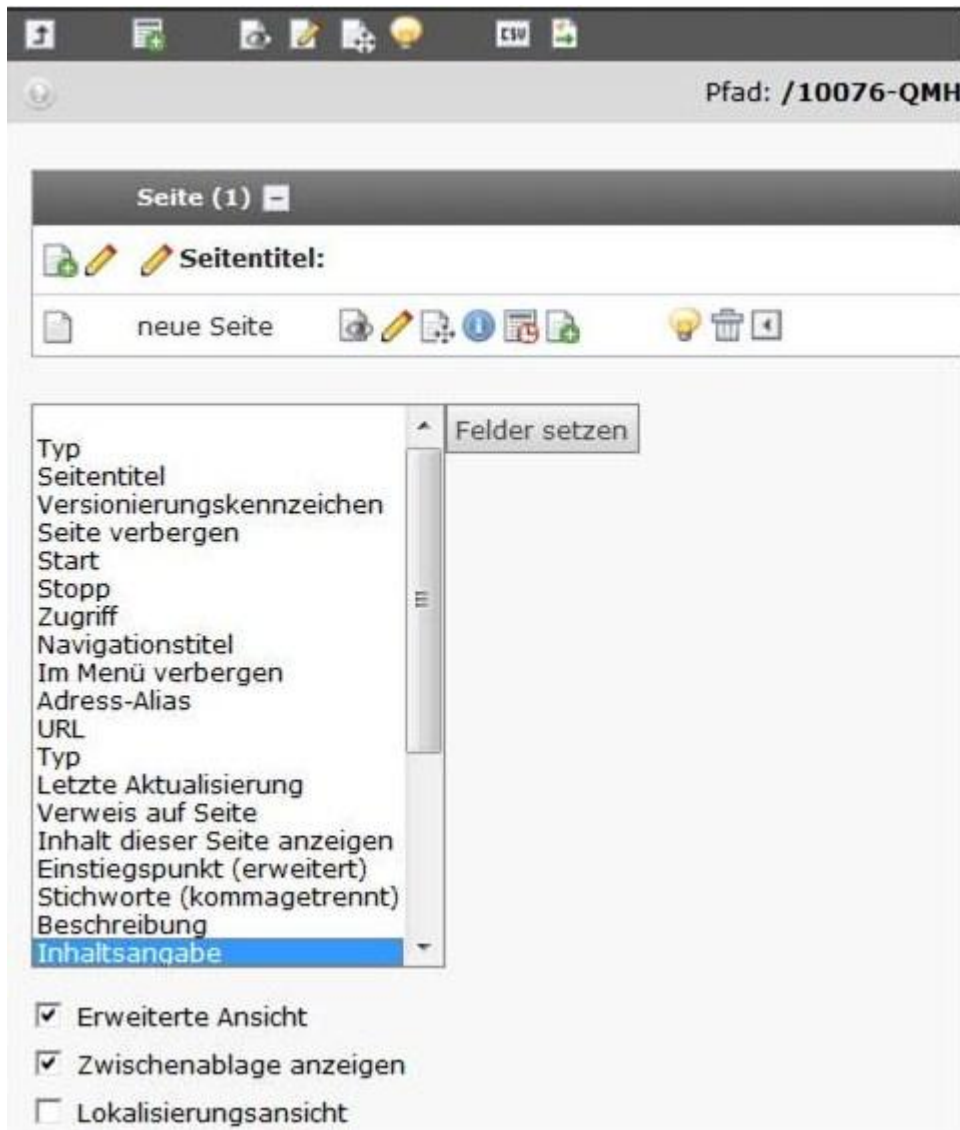 CSV
Pfad: /10076-QMH
Seite (1)
Seitentitel:
neue Seite
Felder setzen
Typ
Seitentitel
Versionierungskennzeichen
Seite verbergen
Start
Stopp
Zugriff
Navigationstitel
Im Menü verbergen
Adress-Alias
URL
Typ
Letzte Aktualisierung
Verweis auf Seite
Inhalt dieser Seite anzeigen
Einstiegspunkt (erweitert)
Stichworte (kommagetrennt)
Beschreibung
Inhaltsangabe
Erweiterte Ansicht
Zwischenablage anzeigen
Lokalisierungsansicht